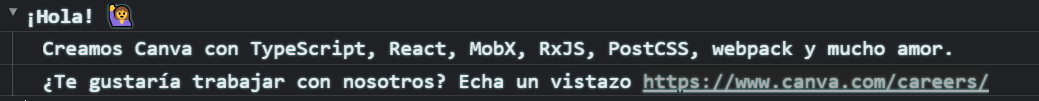 ¡Hola! 🙋
Creamos Canva con TypeScript, React, MobX, RxJS, PostCSS, webpack y mucho amor.
¿Te gustaría trabajar con nosotros? Echa un vistazo https://www.canva.com/careers/